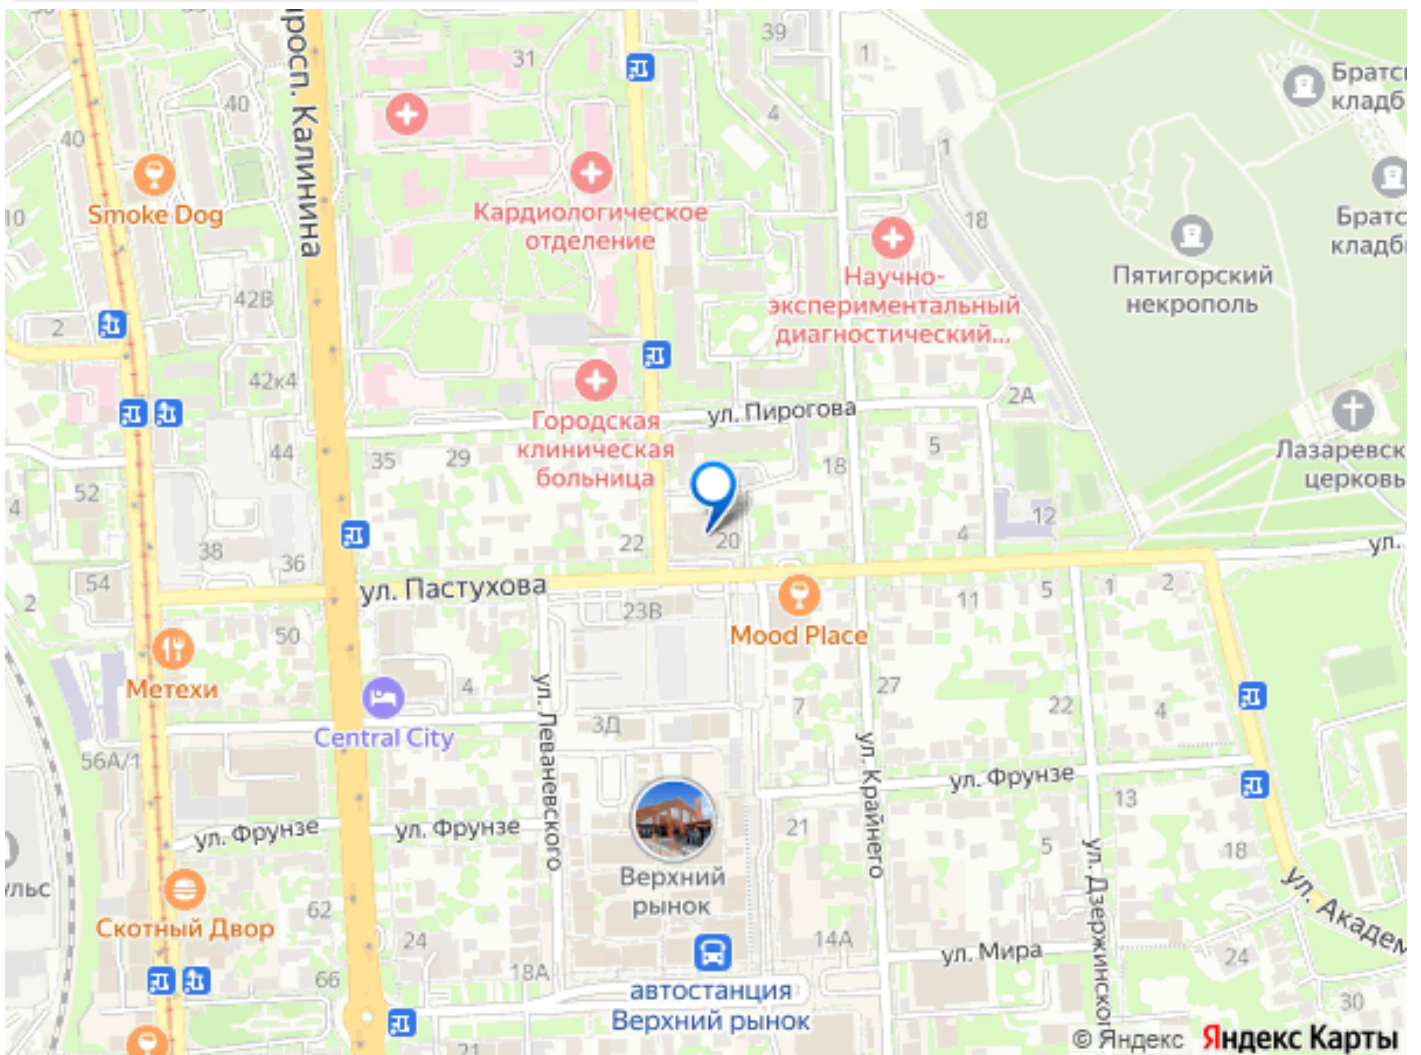 39
31
1
просп. Калинина
Братс
кладб
40
4
40
1
Smoke Dog
10
Кардиологическое
отделение
18
Братс
кладб
Научно-
экспериментальный
диагностический...
Пятигорский
некрополь
42В
2
42к4
2А
ул. Пирогова
Городская
клиническая
больница
5
44
35
29
18
Лазаревск
церковь
52
4
12
38
36
22
20
4
ул.
54
ул. Пастухова
2
23В
11
5
1
2
50
Mood Place
Метехи
4
27
7
22
4
ул. Леваневского
3Д
Central City
56А/1
ул. Крайнего
ул. Фрунзе
13
ул. Фрунзе
ул. Фрунзе
21
5
18
ул. Дзержинского
Верхний
рынок
ульс
ул. Академ
62
Скотный Двор
24
14А
ул. Мира
24
66
18А
автостанция
Верхний рынок
30
21
© Яндекс Яндекс Карты